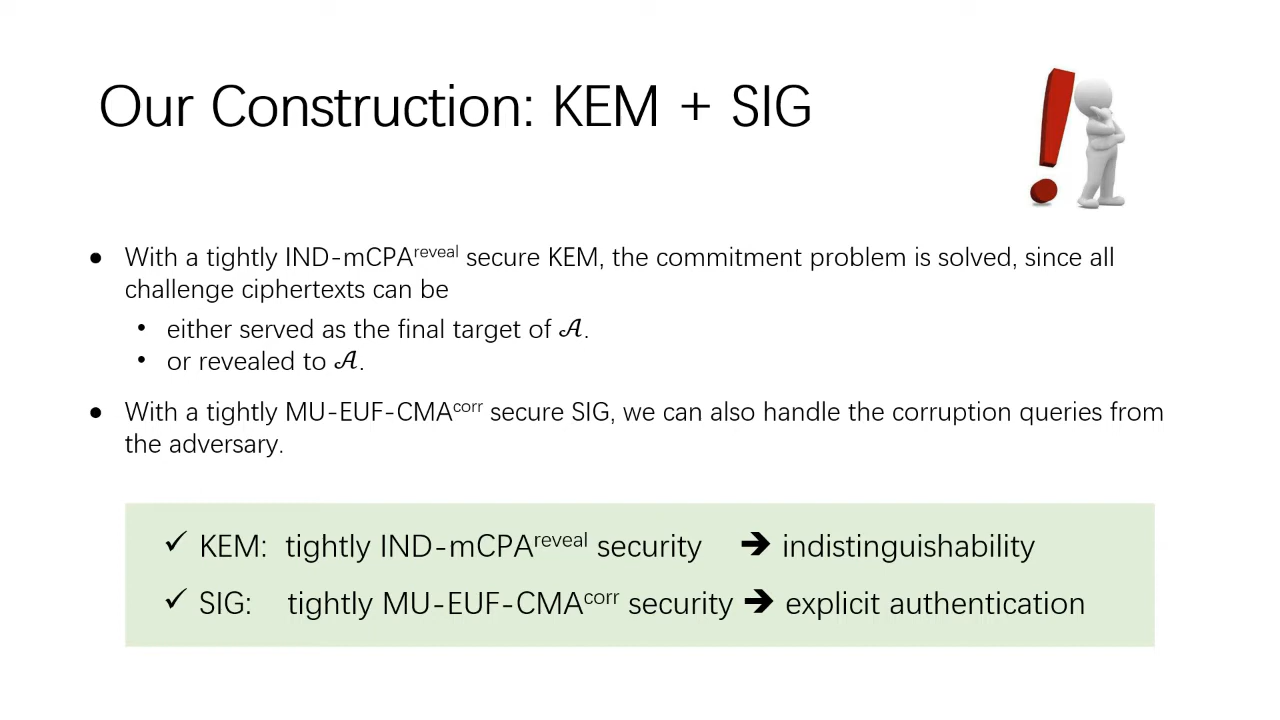 Our Construction: KEM + SIG
● With a tightly IND-mCPA^reveal secure KEM, the commitment problem is solved, since all
challenge ciphertexts can be
• either served as the final target of 𝒜.
• or revealed to 𝒜.
● With a tightly MU-EUF-CMA^corr secure SIG, we can also handle the corruption queries from
the adversary.
✓ KEM: tightly IND-mCPA^reveal security ➔ indistinguishability
✓ SIG: tightly MU-EUF-CMA^corr security ➔ explicit authentication